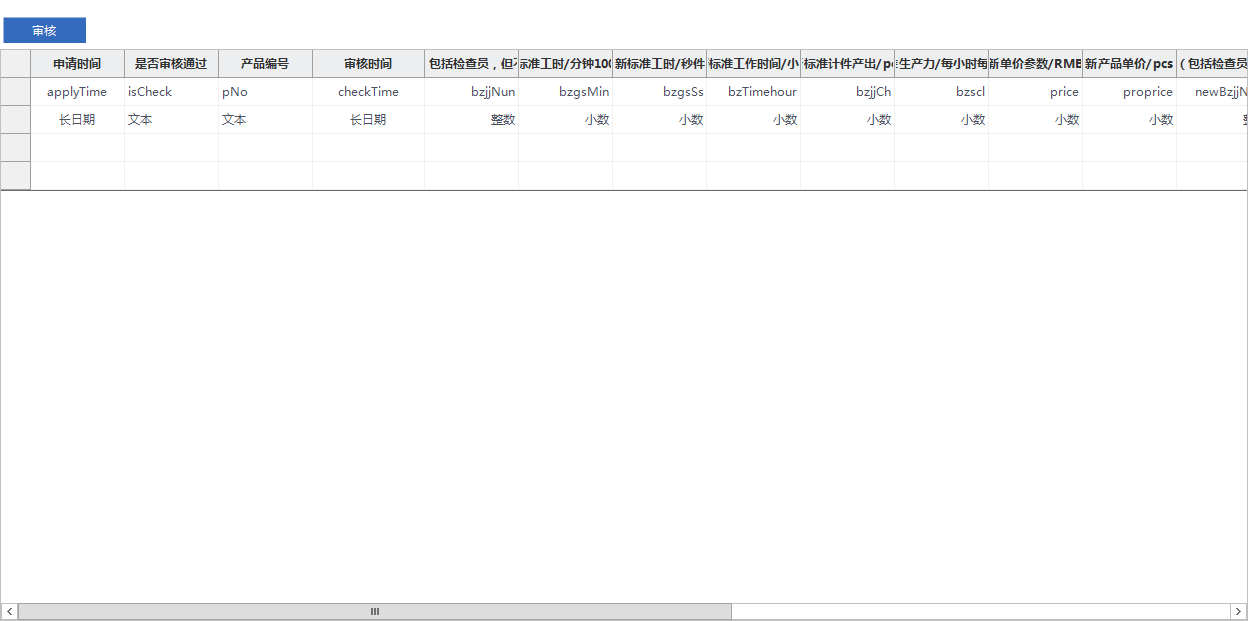 审核
申请时间 是否审核通过 产品编号 审核时间 包括检查员，但 标准工时/分钟100 新标准工时/秒件 标准工作时间/小 标准计件产出/p 生产力/每小时每 新单价参数/RMB 新产品单价/pcs （包括检查员
applyTime isCheck pNo checkTime bzjjNun bzgsMin bzgsSs bzTimehour bzjjCh bzscl price proprice newBzjjN
长日期 文本 文本 长日期 整数 小数 小数 小数 小数 小数 小数 小数